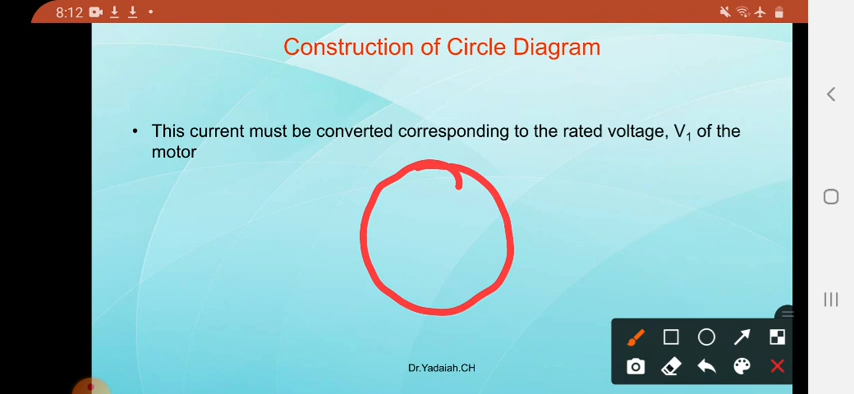 8:12
Construction of Circle Diagram
• This current must be converted corresponding to the rated voltage, V₁ of the
motor
Dr.Yadaiah.CH